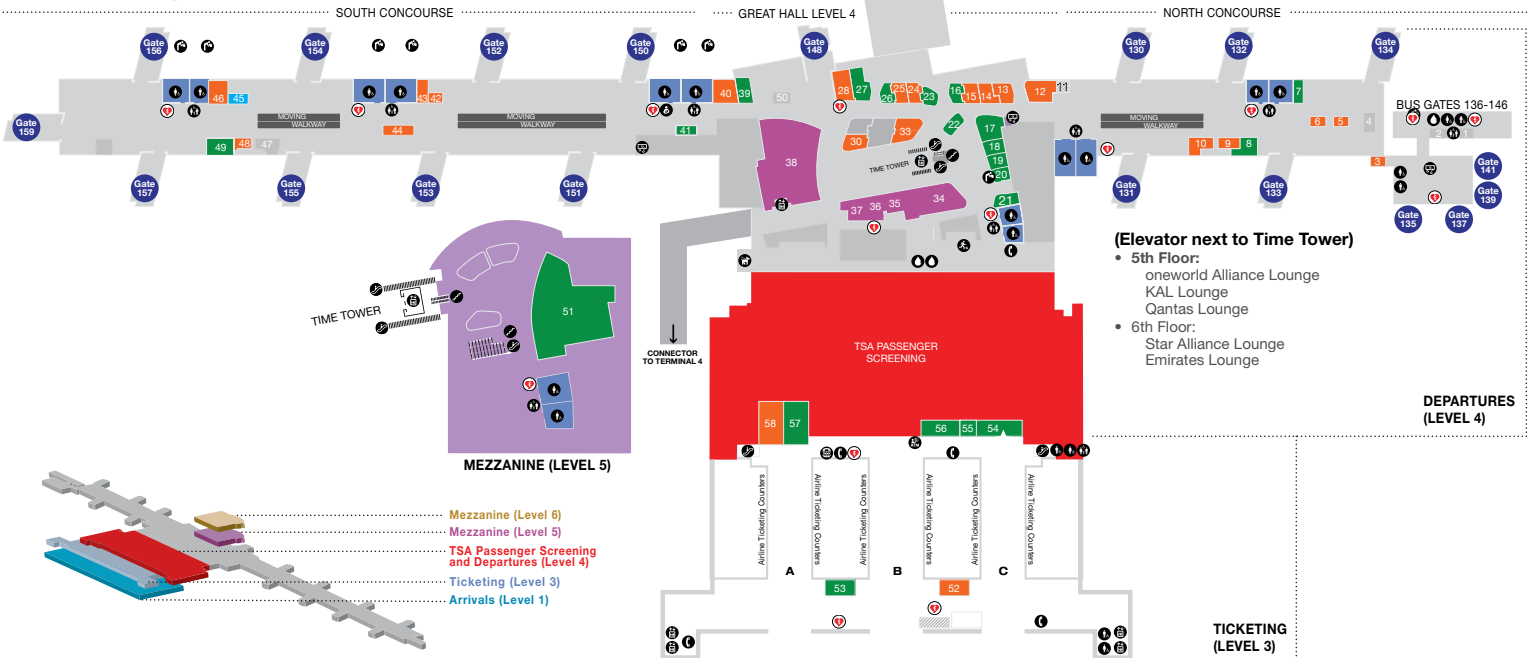 SOUTH CONCOURSE
GREAT HALL LEVEL 4
NORTH CONCOURSE
Gate
156
Gate
154
Gate
152
Gate
150
Gate
148
Gate
130
Gate
132
Gate
134
46
45
43
42
40
39
50
28
27
26
25
24
23
16
15
14
13
12
11
7
BUS GATES 136-146
Gate
159
MOVING
WALKWAY
MOVING
WALKWAY
MOVING
WALKWAY
44
41
49
48
47
38
30
33
22
17
18
19
20
21
TIME TOWER
10
9
8
6
5
4
3
2
1
37
36
35
34
Gate
157
Gate
155
Gate
153
Gate
151
Gate
131
Gate
133
Gate
135
Gate
137
Gate
139
Gate
141
(Elevator next to Time Tower)
• 5th Floor:
oneworld Alliance Lounge
KAL Lounge
Qantas Lounge
• 6th Floor:
Star Alliance Lounge
Emirates Lounge
TIME TOWER
51
CONNECTOR
TO TERMINAL 4
TSA PASSENGER
SCREENING
DEPARTURES
(LEVEL 4)
58
57
56
55
54
MEZZANINE (LEVEL 5)
Airline Ticketing Counters
Airline Ticketing Counters
Airline Ticketing Counters
Airline Ticketing Counters
Airline Ticketing Counters
Airline Ticketing Counters
A
B
C
53
52
Mezzanine (Level 6)
Mezzanine (Level 5)
TSA Passenger Screening
and Departures (Level 4)
Ticketing (Level 3)
Arrivals (Level 1)
TICKETING
(LEVEL 3)